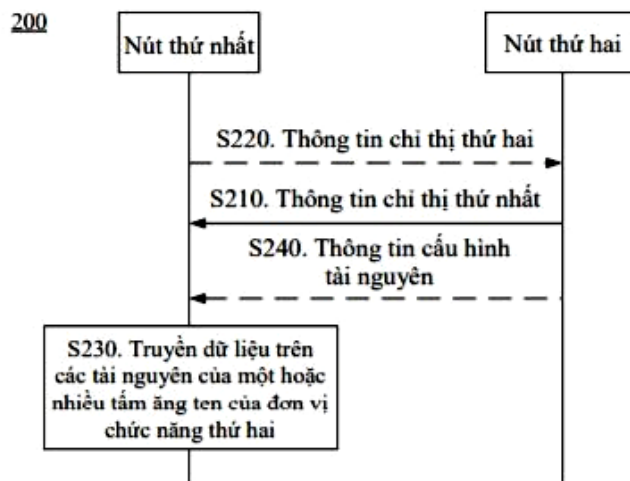 200
Nút thứ nhất
Nút thứ hai
S220. Thông tin chỉ thị thứ hai
S210. Thông tin chỉ thị thứ nhất
S240. Thông tin cấu hình
tài nguyên
S230. Truyền dữ liệu trên
các tài nguyên của một hoặc
nhiều tấm ăng ten của đơn vị
chức năng thứ hai